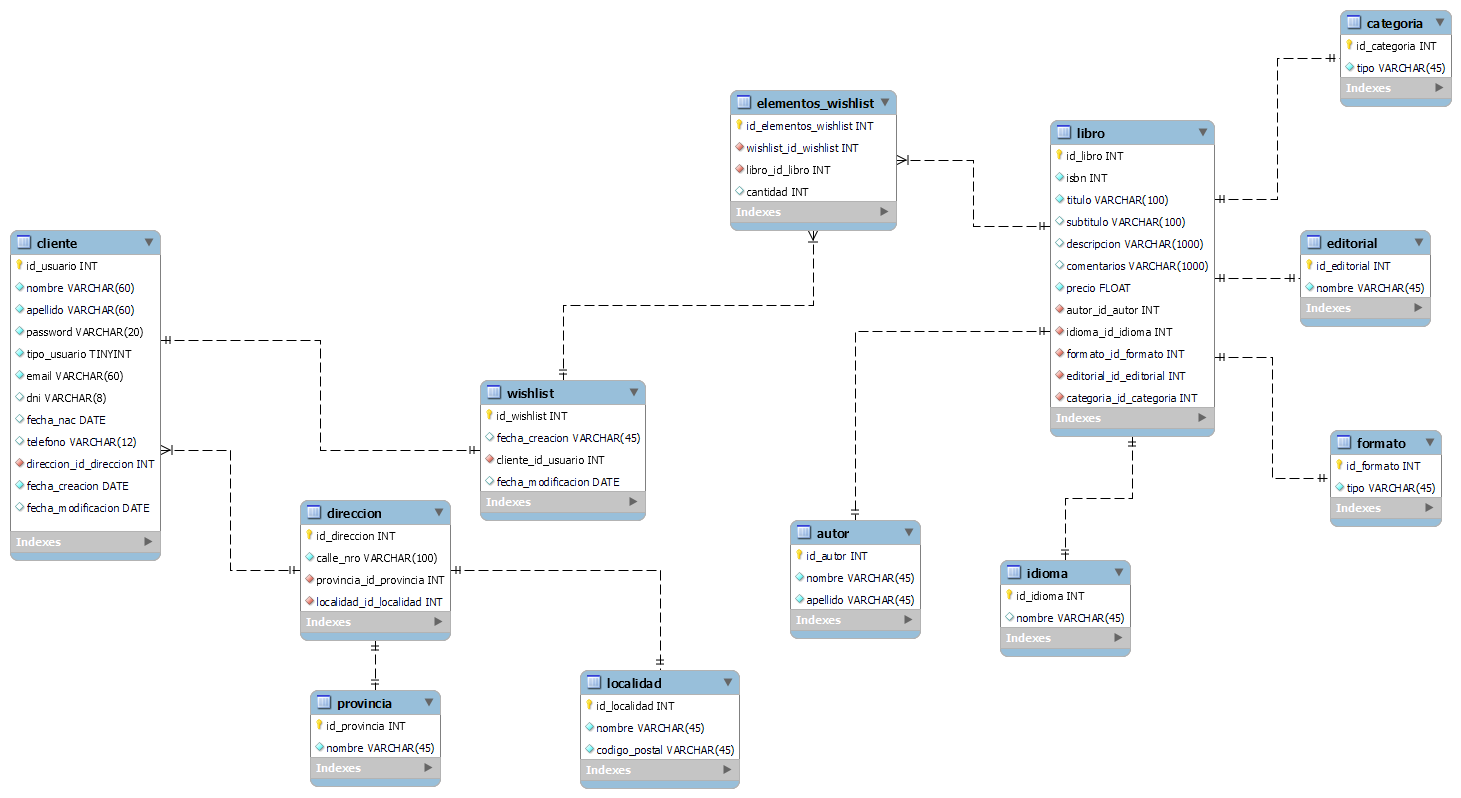 categoria
id_categoria INT
tipo VARCHAR(45)
Indexes
elementos_wishlist
id_elementos_wishlist INT
wishlist_id_wishlist INT
libro_id_libro INT
cantidad INT
Indexes
libro
id_libro INT
isbn INT
titulo VARCHAR(100)
subtitulo VARCHAR(100)
descripcion VARCHAR(1000)
comentarios VARCHAR(1000)
precio FLOAT
autor_id_autor INT
idioma_id_idioma INT
formato_id_formato INT
editorial_id_editorial INT
categoria_id_categoria INT
Indexes
cliente
id_usuario INT
nombre VARCHAR(60)
apellido VARCHAR(60)
password VARCHAR(20)
tipo_usuario TINYINT
email VARCHAR(60)
dni VARCHAR(8)
fecha_nac DATE
telefono VARCHAR(12)
direccion_id_direccion INT
fecha_creacion DATE
fecha_modificacion DATE
Indexes
editorial
id_editorial INT
nombre VARCHAR(45)
Indexes
wishlist
id_wishlist INT
fecha_creacion VARCHAR(45)
cliente_id_usuario INT
fecha_modificacion DATE
Indexes
formato
id_formato INT
tipo VARCHAR(45)
Indexes
direccion
id_direccion INT
calle_nro VARCHAR(100)
provincia_id_provincia INT
localidad_id_localidad INT
Indexes
autor
id_autor INT
nombre VARCHAR(45)
apellido VARCHAR(45)
Indexes
idioma
id_idioma INT
nombre VARCHAR(45)
Indexes
localidad
id_localidad INT
nombre VARCHAR(45)
codigo_postal VARCHAR(45)
Indexes
provincia
id_provincia INT
nombre VARCHAR(45)
Indexes